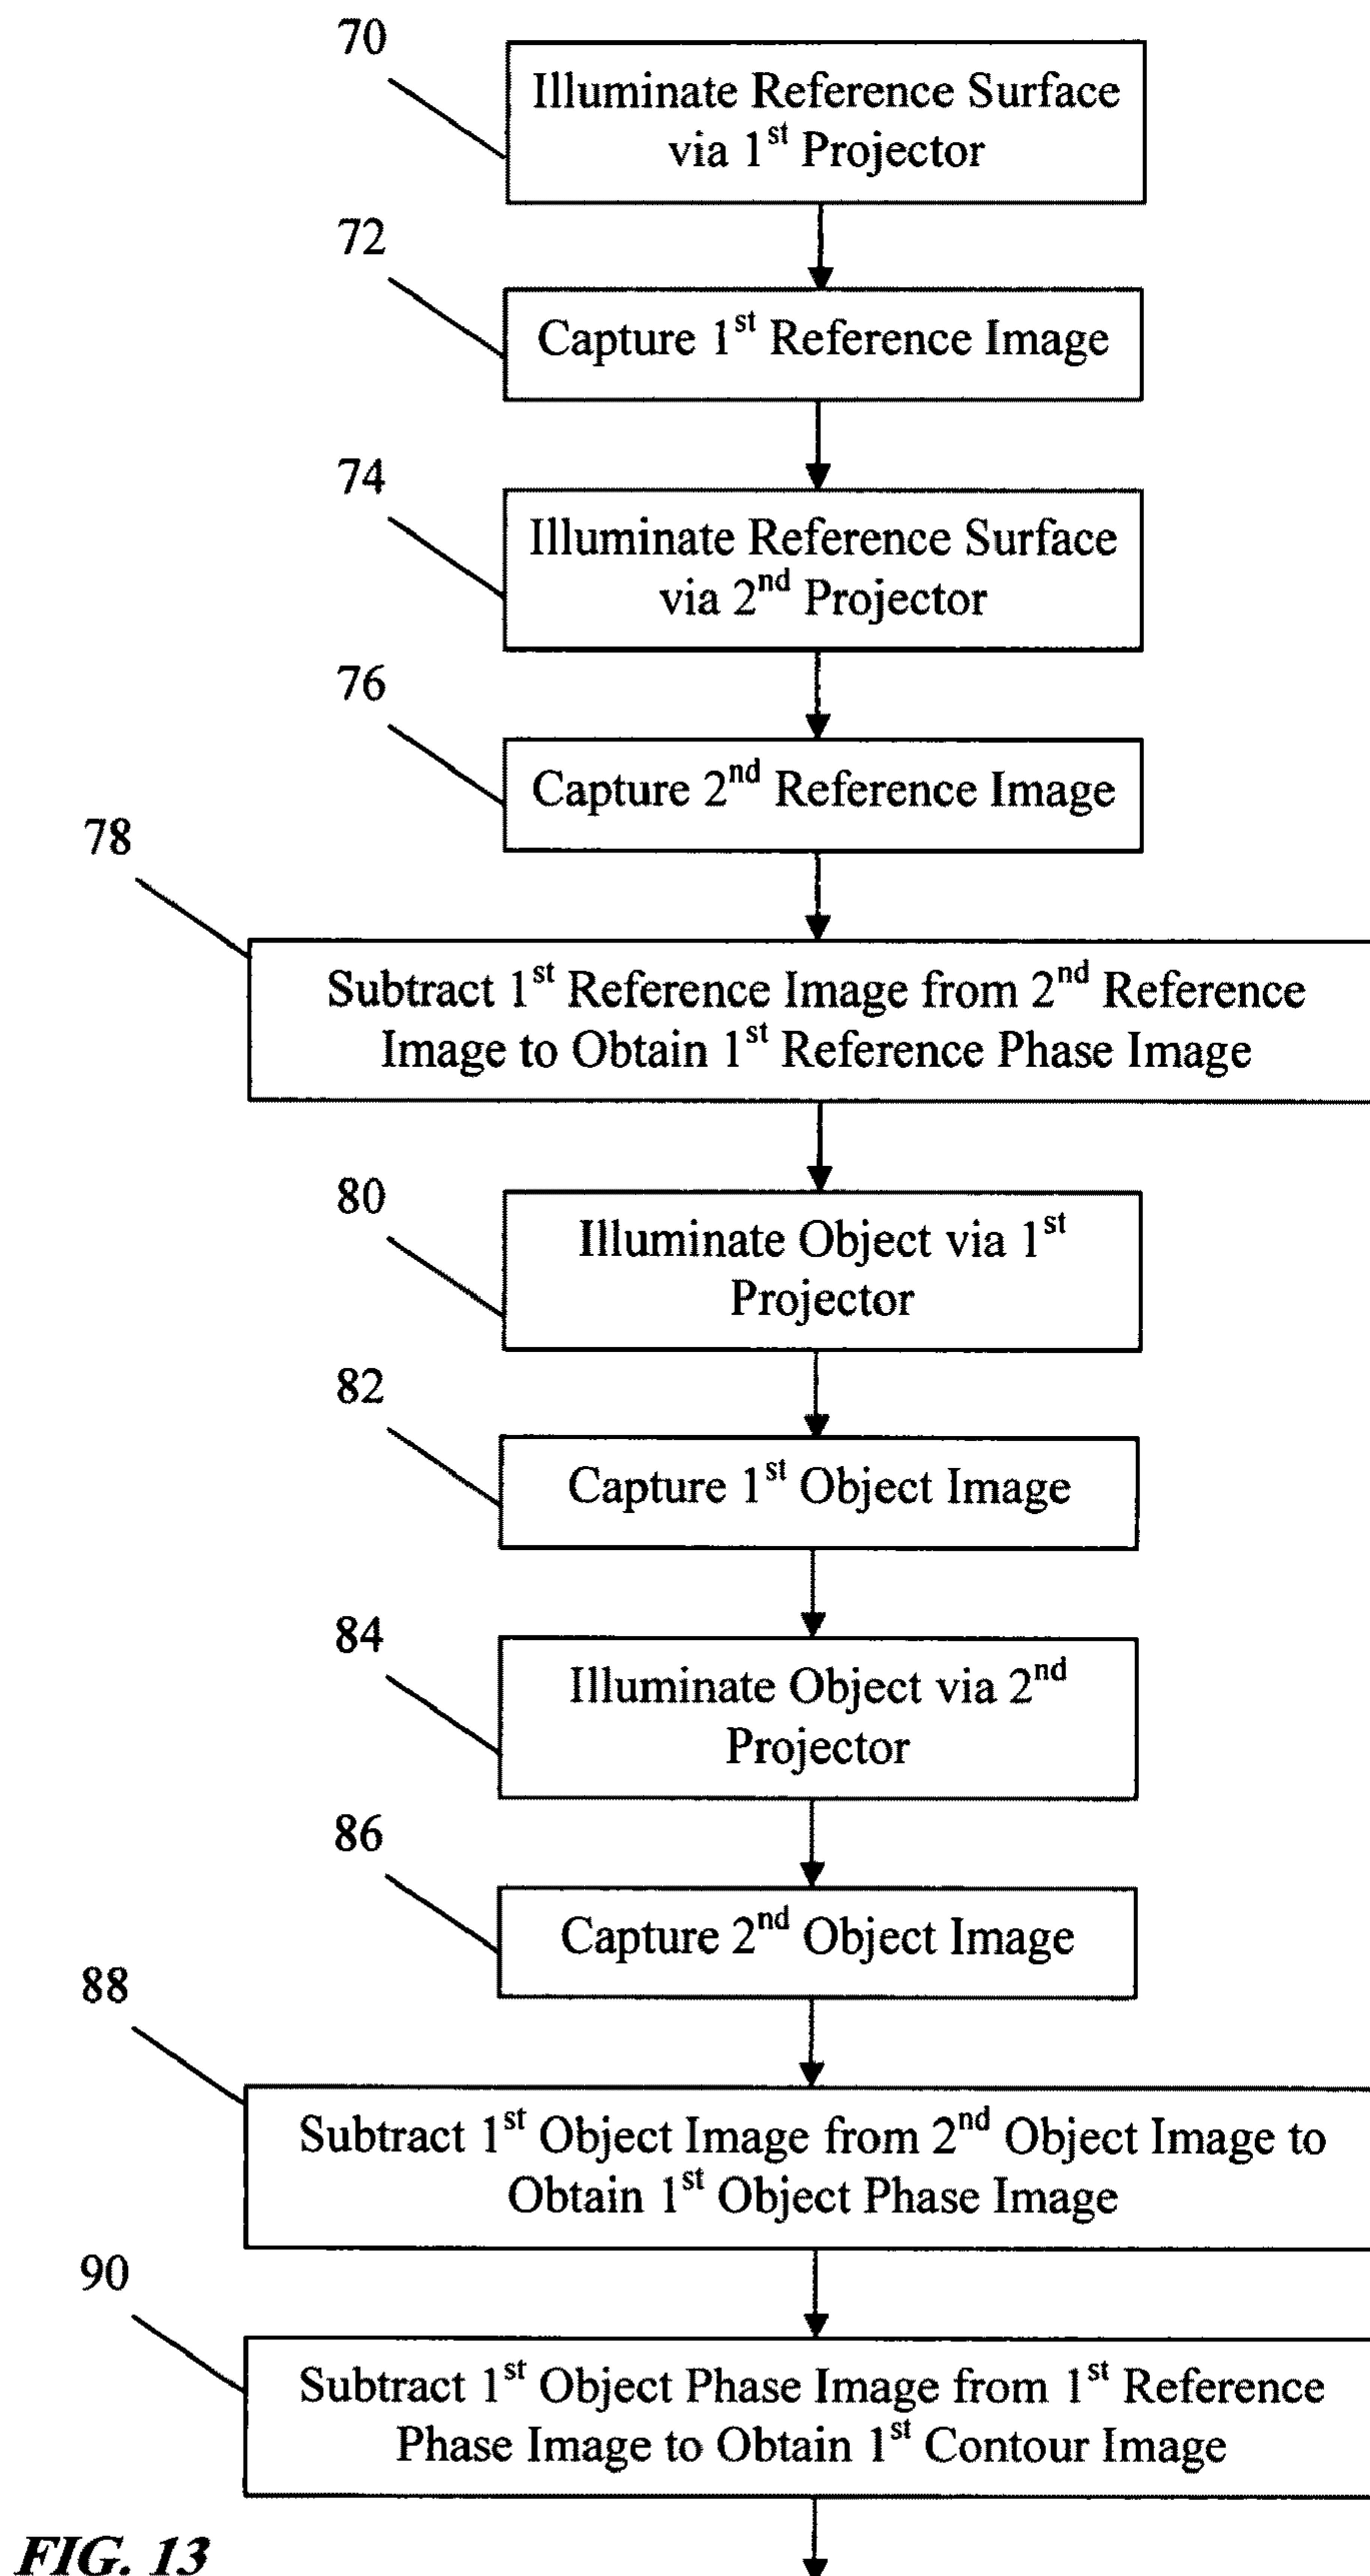 70
Illuminate Reference Surface
via 1st Projector
72
Capture 1st Reference Image
74
Illuminate Reference Surface
via 2nd Projector
76
Capture 2nd Reference Image
78
Subtract 1st Reference Image from 2nd Reference
Image to Obtain 1st Reference Phase Image
80
Illuminate Object via 1st
Projector
82
Capture 1st Object Image
84
Illuminate Object via 2nd
Projector
86
Capture 2nd Object Image
88
Subtract 1st Object Image from 2nd Object Image to
Obtain 1st Object Phase Image
90
Subtract 1st Object Phase Image from 1st Reference
Phase Image to Obtain 1st Contour Image
FIG. 13